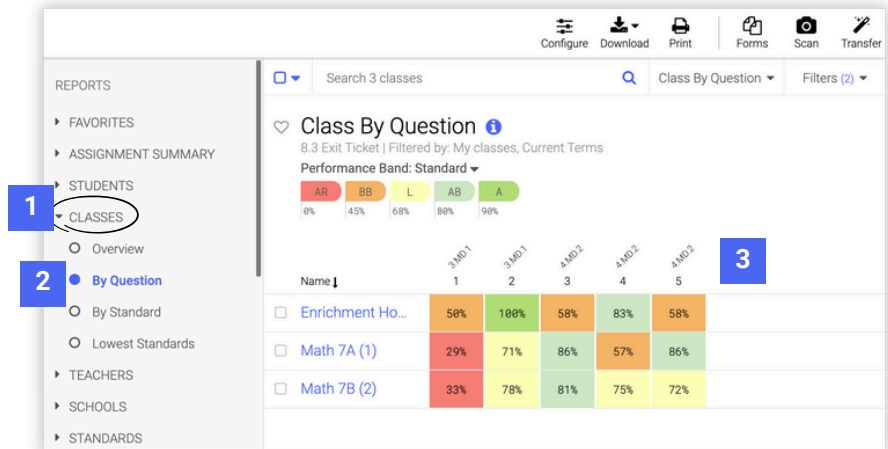 Configure Download Print Forms Scan Transfer
REPORTS
Search 3 classes
Class By Question
Filters (2)
FAVORITES
ASSIGNMENT SUMMARY
STUDENTS
1
CLASSES
Overview
2
By Question
By Standard
Lowest Standards
TEACHERS
SCHOOLS
STANDARDS
Class By Question
8.3 Exit Ticket | Filtered by: My classes, Current Terms
Performance Band: Standard
AR BB L AB A
0% 45% 68% 80% 90%
3.MD.1 3.MD.1 4.MD.2 4.MD.2 4.MD.2
3
Name 1 2 3 4 5
Enrichment Ho... 50% 100% 58% 83% 58%
Math 7A (1) 29% 71% 86% 57% 86%
Math 7B (2) 33% 78% 81% 75% 72%